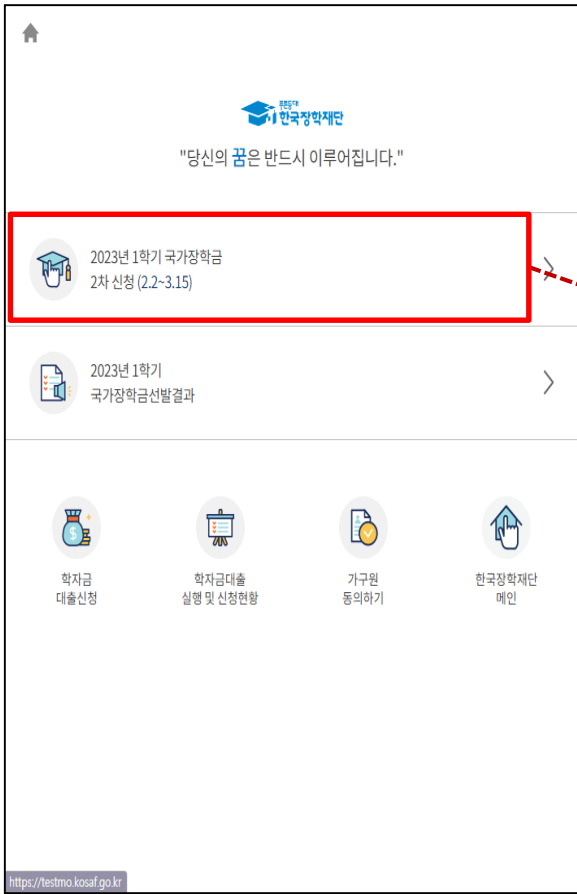 푸른등대
한국장학재단
"당신의 꿈은 반드시 이루어집니다."
2023년 1학기 국가장학금
2차 신청 (2.2~3.15)
2023년 1학기
국가장학금선발결과
학자금
대출신청
학자금대출
실행 및 신청현황
가구원
동의하기
한국장학재단
메인
https://testmo.kosaf.go.kr